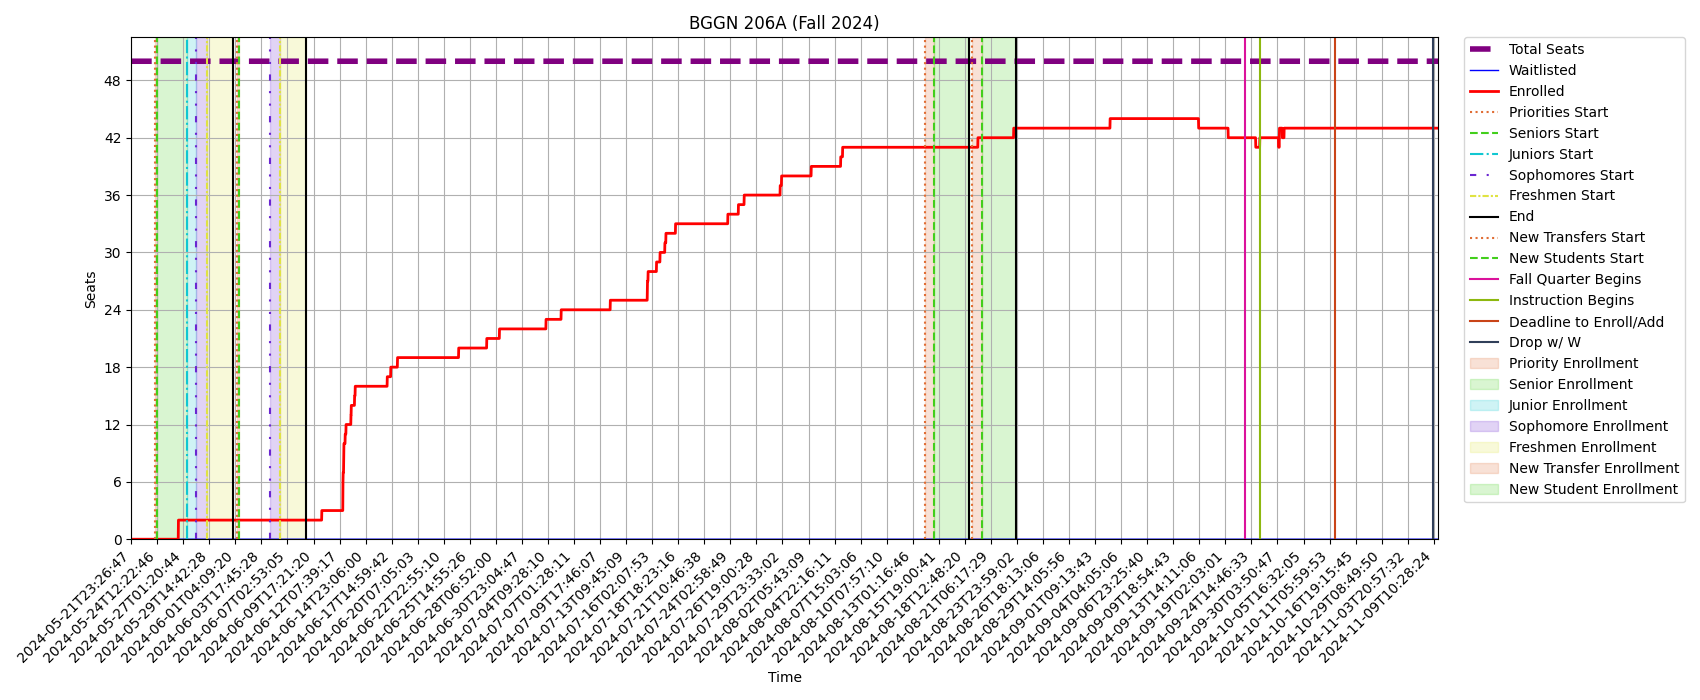 BGGN 206A (Fall 2024)
Seats
48
42
36
30
24
18
12
6
0
2024-05-21T23:26:47
2024-05-24T12:22:46
2024-05-27T01:20:44
2024-05-29T14:42:28
2024-06-01T04:09:20
2024-06-03T17:45:28
2024-06-07T02:53:05
2024-06-09T17:21:20
2024-06-12T07:39:17
2024-06-14T23:06:00
2024-06-17T14:59:42
2024-06-20T07:05:03
2024-06-22T22:55:10
2024-06-25T14:55:26
2024-06-28T06:52:00
2024-06-30T23:04:47
2024-07-04T09:28:10
2024-07-07T01:28:11
2024-07-09T17:46:07
2024-07-13T09:45:09
2024-07-16T02:07:53
2024-07-18T18:23:16
2024-07-21T10:46:38
2024-07-24T02:58:49
2024-07-26T19:00:28
2024-07-29T23:33:02
2024-08-02T05:43:09
2024-08-04T22:16:11
2024-08-07T15:03:06
2024-08-10T07:57:10
2024-08-13T01:16:46
2024-08-15T19:00:41
2024-08-18T12:48:20
2024-08-21T06:17:29
2024-08-23T23:59:02
2024-08-26T18:13:06
2024-08-29T14:05:56
2024-09-01T09:13:43
2024-09-04T04:05:06
2024-09-06T23:25:40
2024-09-09T18:54:43
2024-09-13T14:11:06
2024-09-19T02:03:01
2024-09-24T14:46:33
2024-09-30T03:50:47
2024-10-05T16:32:05
2024-10-11T05:59:53
2024-10-16T19:15:45
2024-10-29T08:49:50
2024-11-03T20:57:32
2024-11-09T10:28:24
Time
Total Seats
Waitlisted
Enrolled
Priorities Start
Seniors Start
Juniors Start
Sophomores Start
Freshmen Start
End
New Transfers Start
New Students Start
Fall Quarter Begins
Instruction Begins
Deadline to Enroll/Add
Drop w/ W
Priority Enrollment
Senior Enrollment
Junior Enrollment
Sophomore Enrollment
Freshmen Enrollment
New Transfer Enrollment
New Student Enrollment